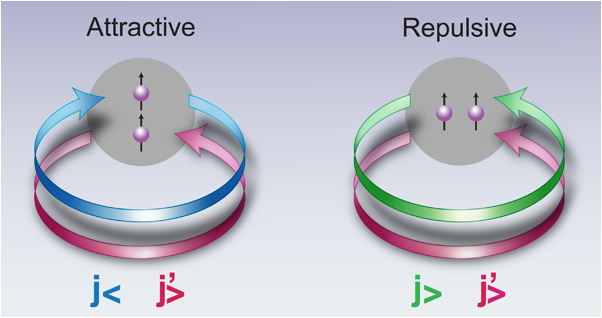 Attractive
Repulsive
j< j'>
j> j'>